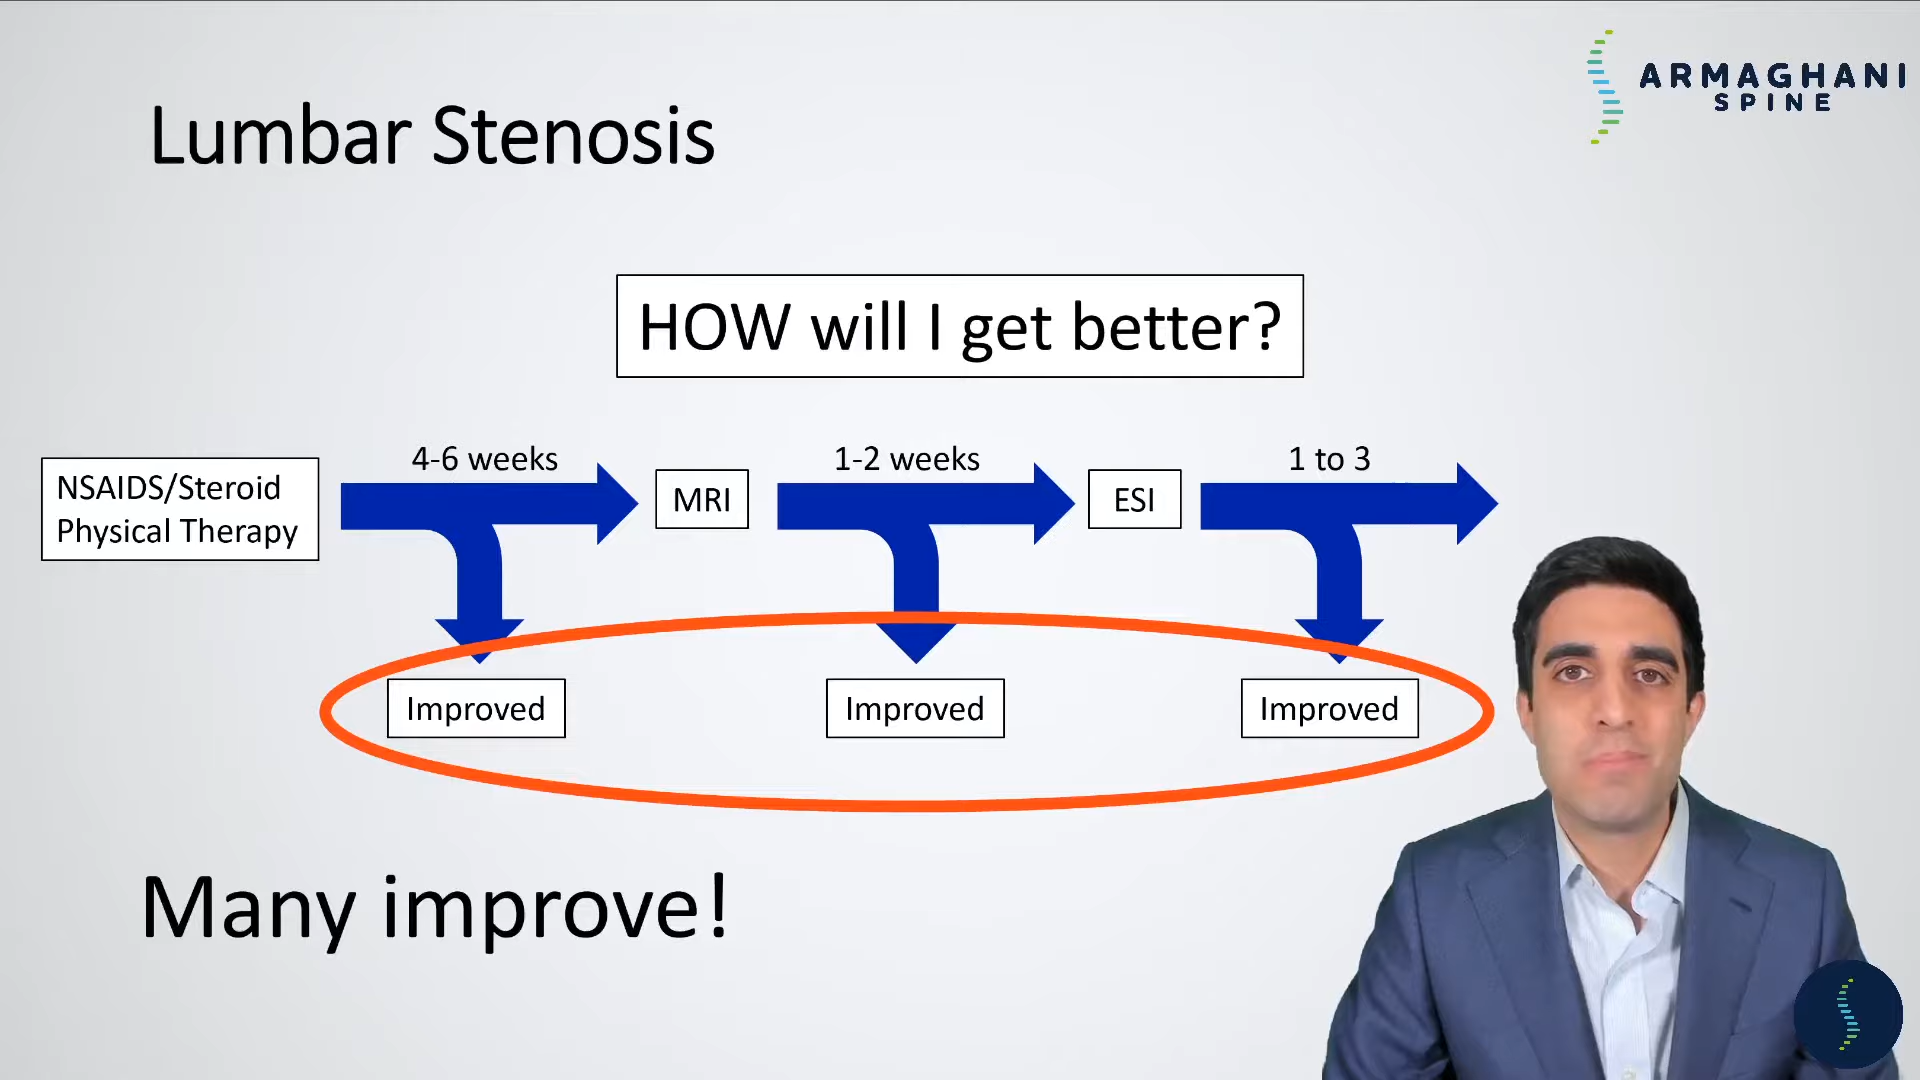 ARMAGHANI
SPINE
Lumbar Stenosis
HOW will I get better?
4-6 weeks
1-2 weeks
1 to 3
NSAIDS/Steroid
Physical Therapy
MRI
ESI
Improved
Improved
Improved
Many improve!